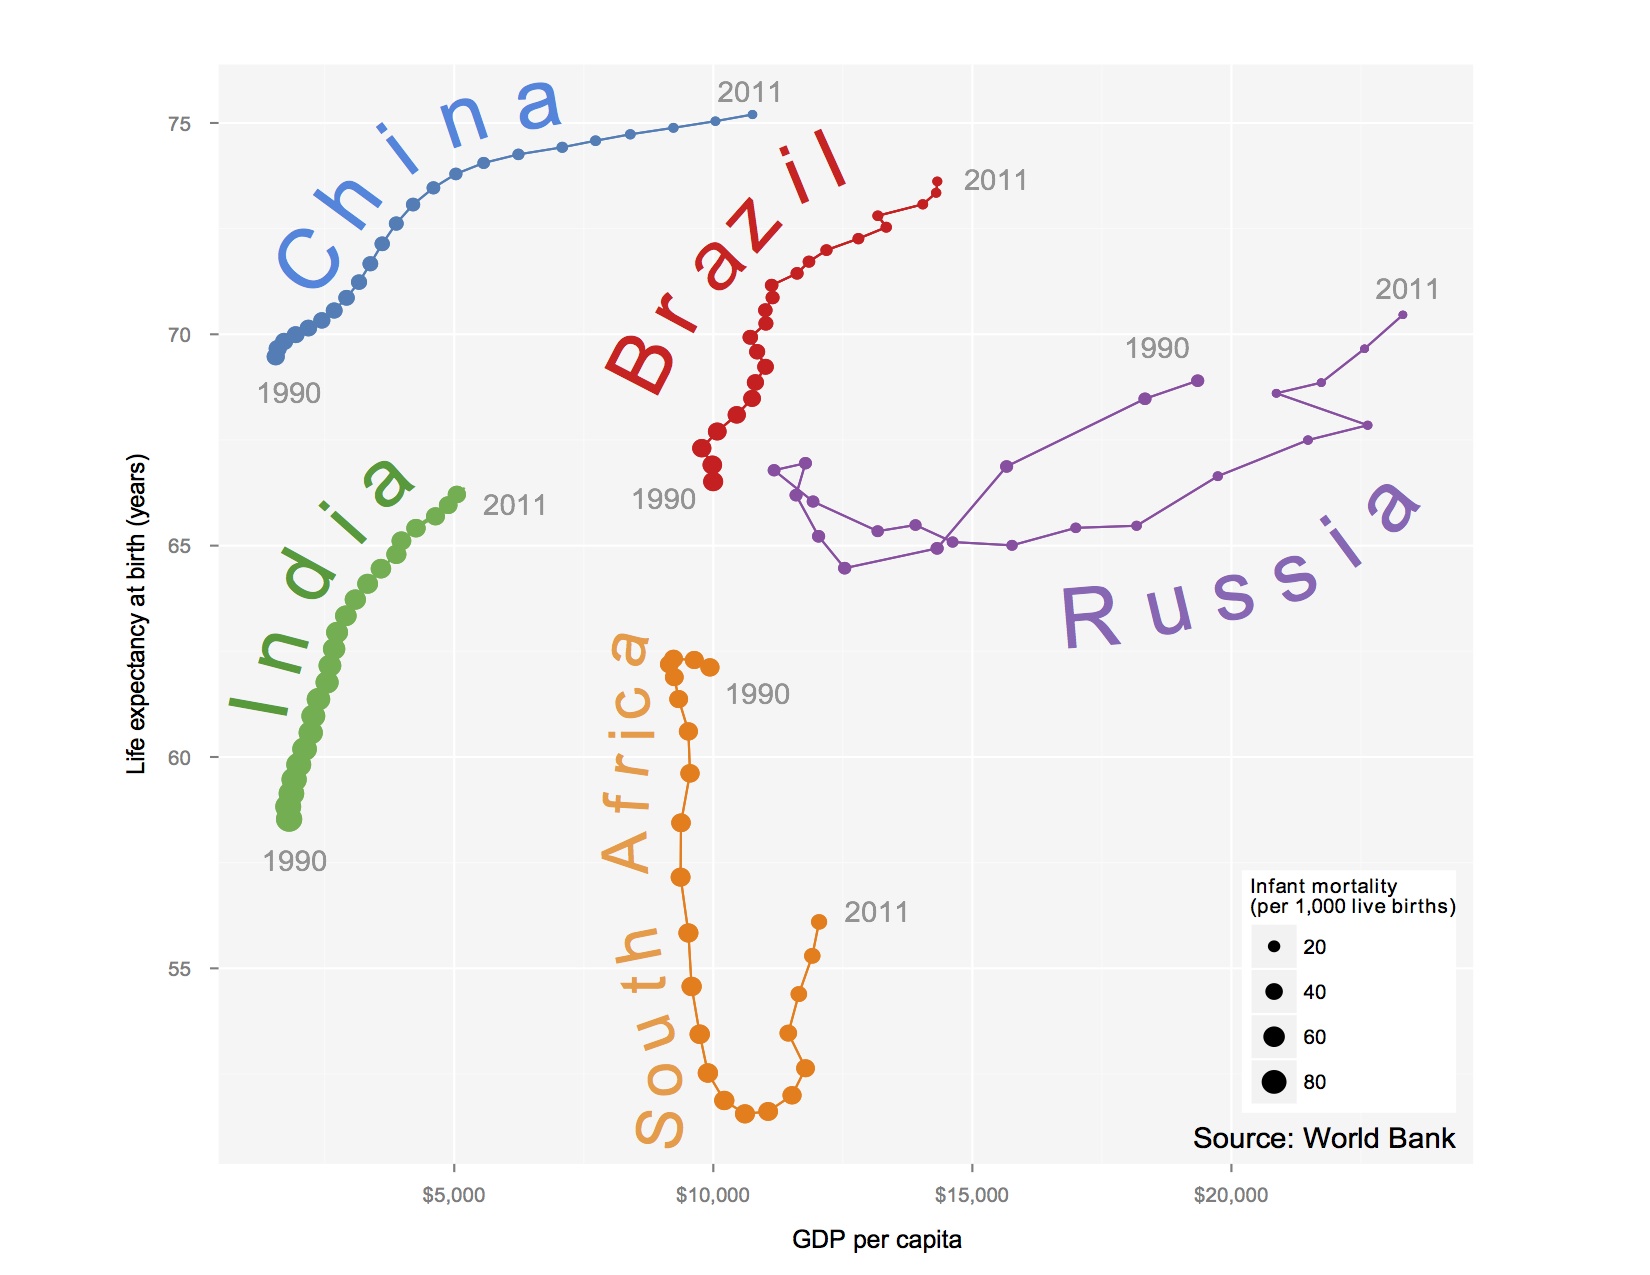 2011
China
75
Brazil
2011
2011
1990
70
1990
India
1990
2011
Russia
65
Life expectancy at birth (years)
South Africa
1990
60
1990
Infant mortality
(per 1,000 live births)
20
2011
40
55
60
80
Source: World Bank
$5,000
$10,000
$15,000
$20,000
GDP per capita